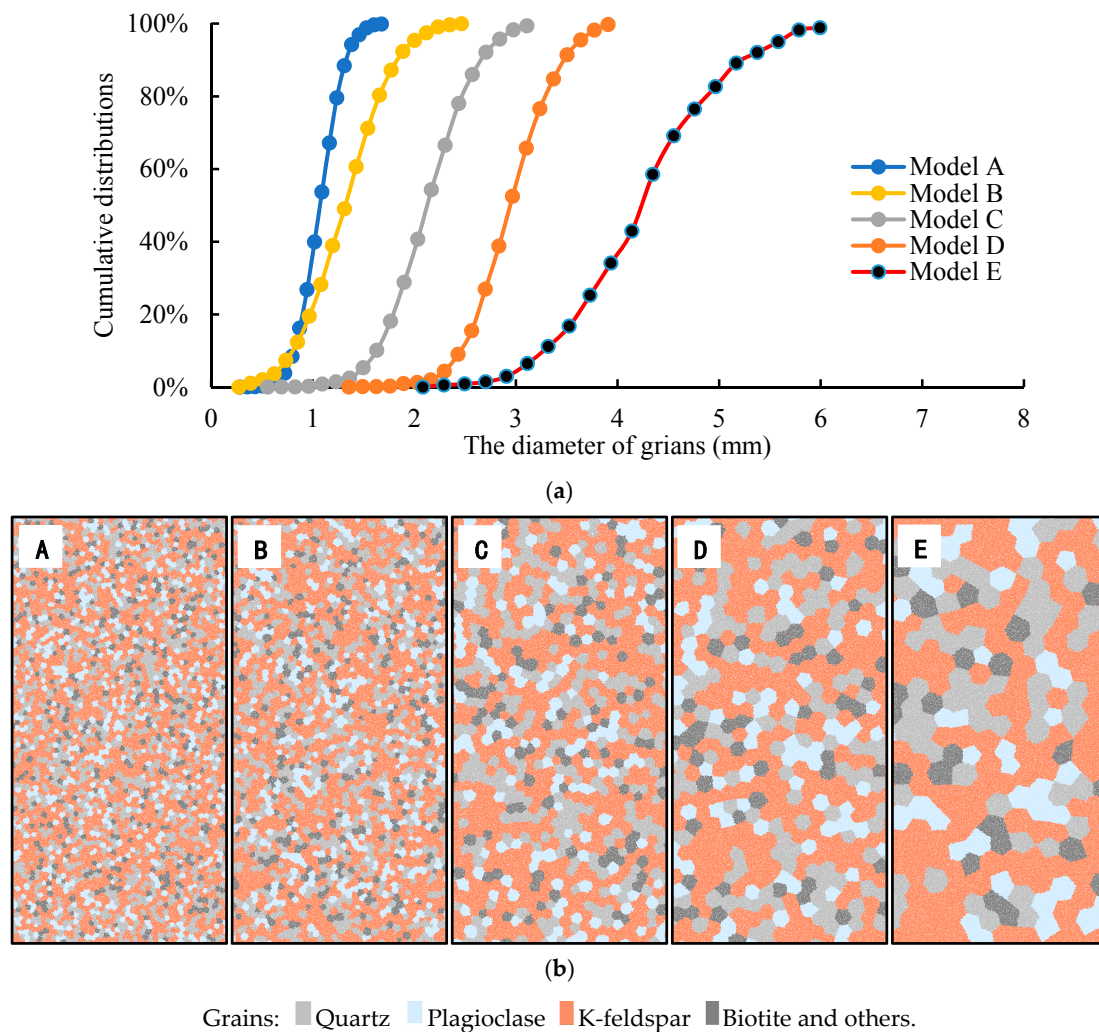 100%
80%
60%
40%
20%
0%
Cumulative distributions
Model A
Model B
Model C
Model D
Model E
0 1 2 3 4 5 6 7 8
The diameter of grians (mm)
(a)
A B C D E
(b)
Grains: Quartz Plagioclase K-feldspar Biotite and others.